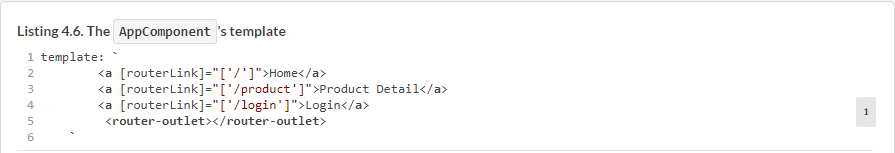 Listing 4.6. The AppComponent's template
1 template: `
2         <a [routerLink]="['/']">Home</a>
3         <a [routerLink]="['/product']">Product Detail</a>
4         <a [routerLink]="['/login']">Login</a>
5          <router-outlet></router-outlet>
6     `
1